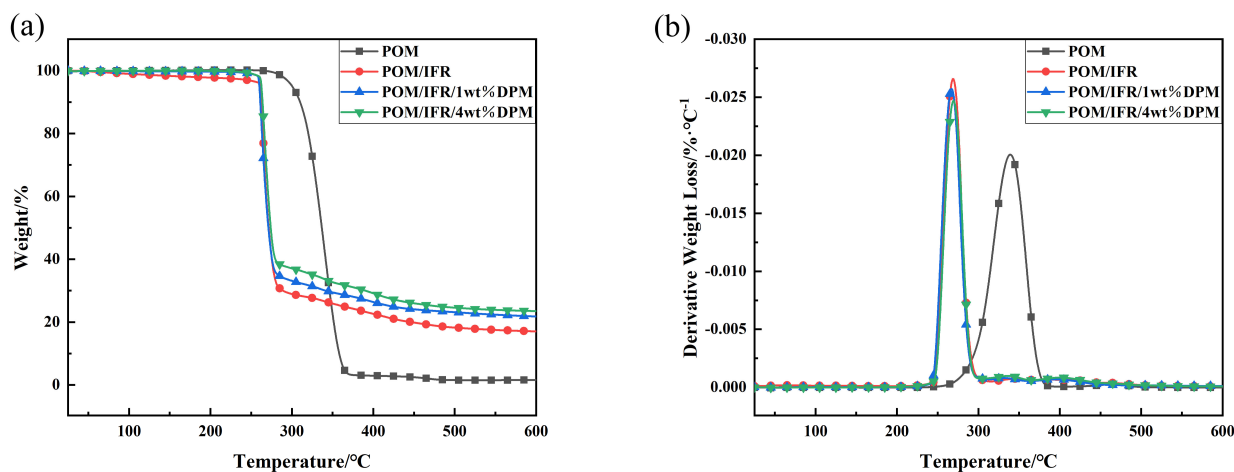 (a)
POM
POM/IFR
POM/IFR/1wt%DPM
POM/IFR/4wt%DPM
100
80
60
40
20
0
Weight/%
100
200
300
400
500
600
Temperature/°C
(b)
POM
POM/IFR
POM/IFR/1wt%DPM
POM/IFR/4wt%DPM
-0.030
-0.025
-0.020
-0.015
-0.010
-0.005
0.000
Derivative Weight Loss/%·°C⁻¹
100
200
300
400
500
600
Temperature/°C